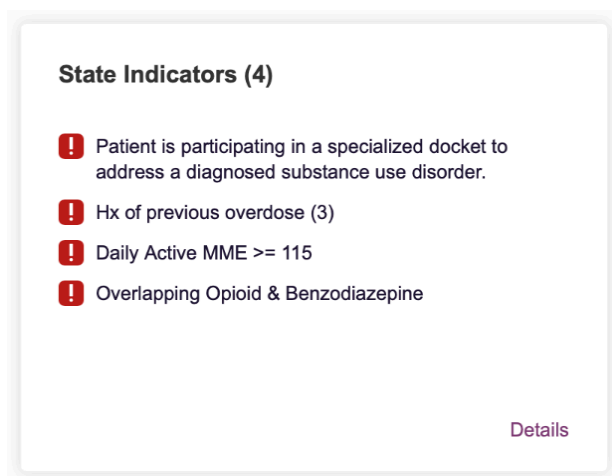 State Indicators (4)
Patient is participating in a specialized docket to
address a diagnosed substance use disorder.
Hx of previous overdose (3)
Daily Active MME >= 115
Overlapping Opioid & Benzodiazepine
Details